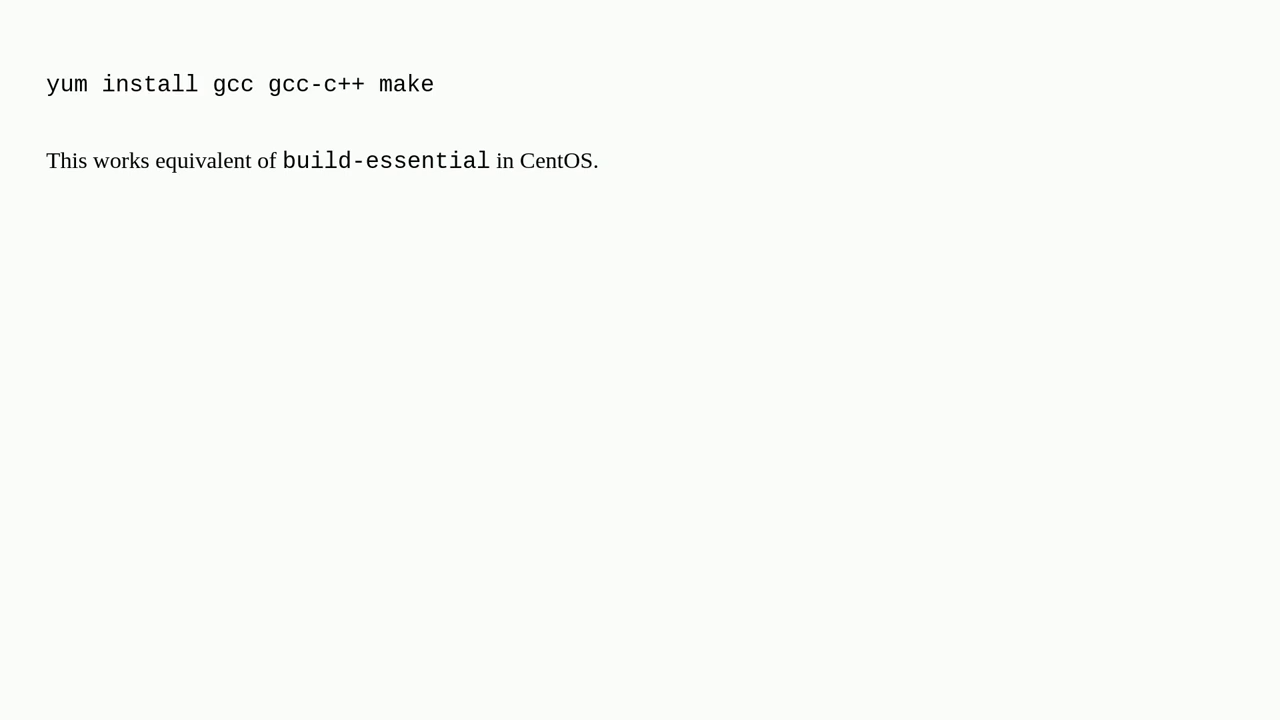 yum install gcc gcc-c++ make
This works equivalent of build-essential in CentOS.